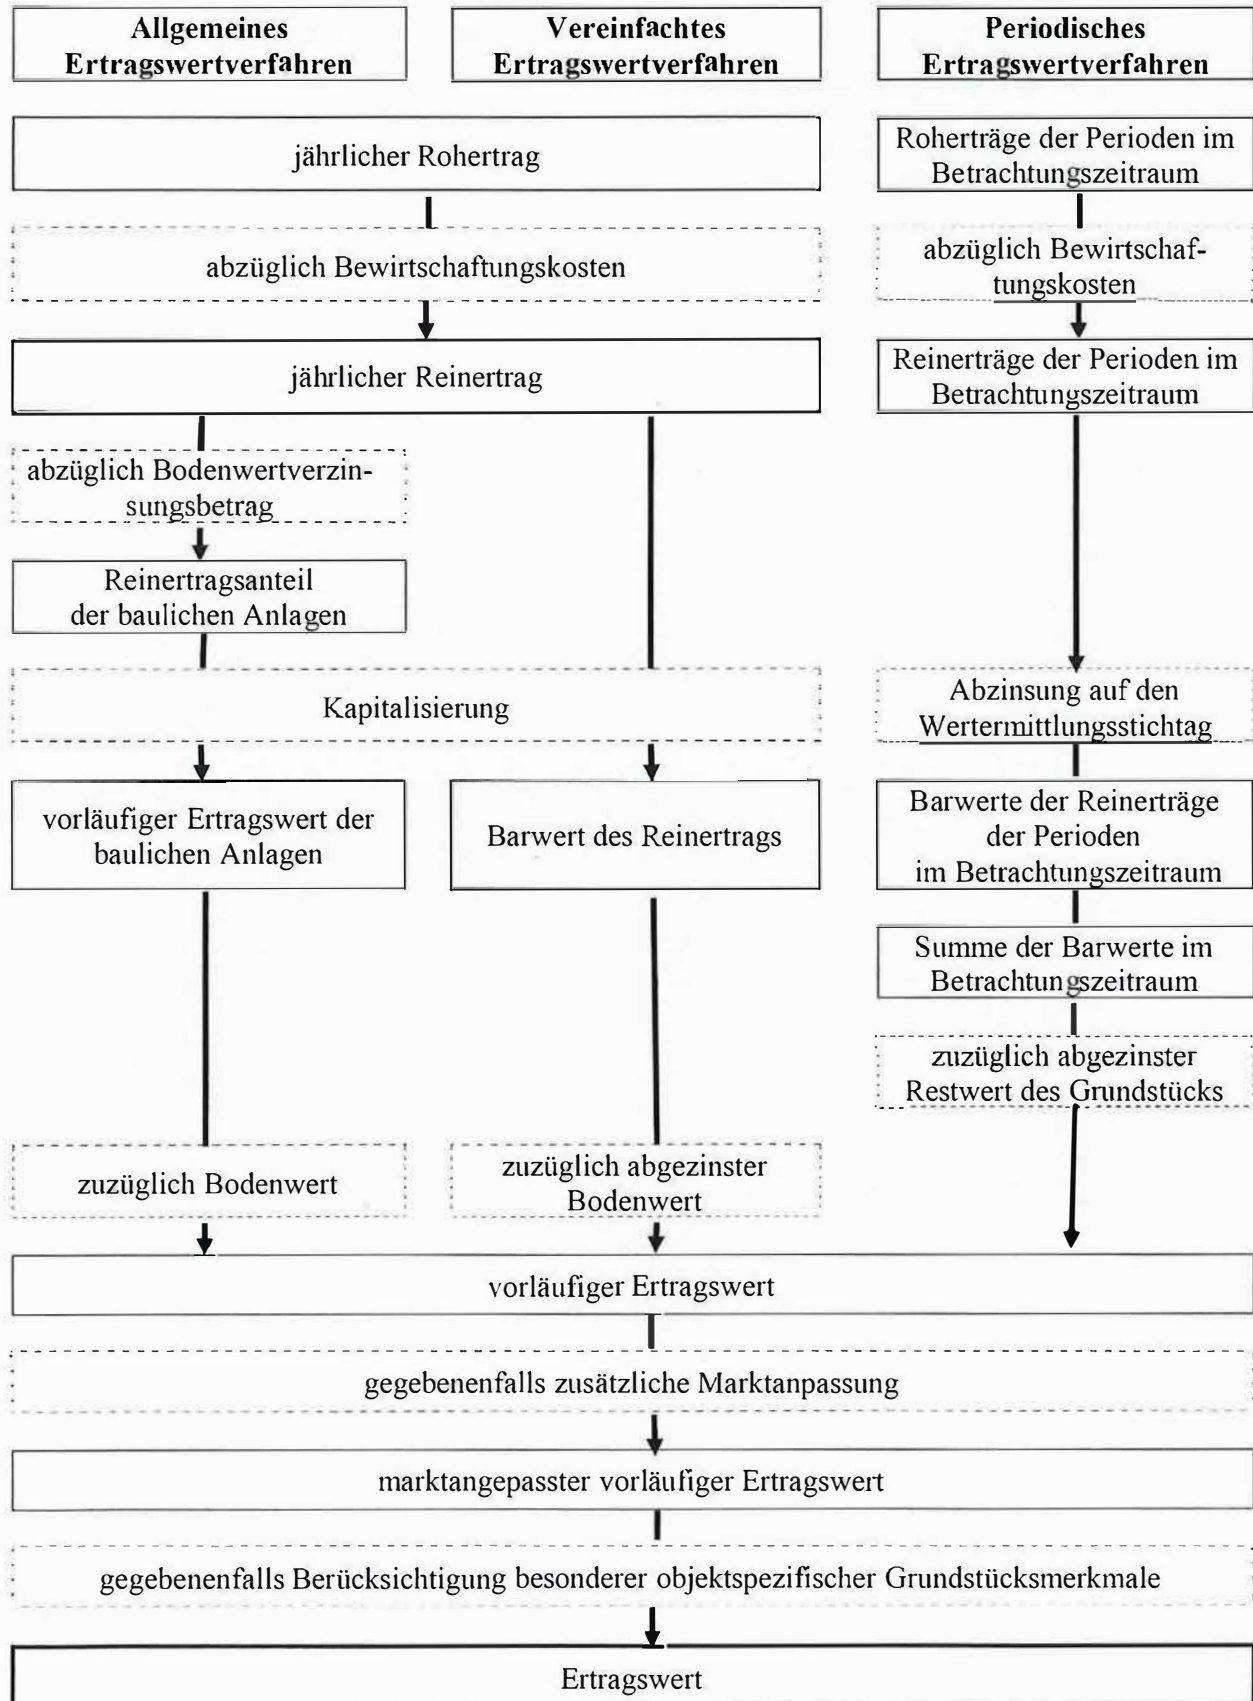 Allgemeines
Ertragswertverfahren
Vereinfachtes
Ertragswertverfahren
Periodisches
Ertragswertverfahren
jährlicher Rohertrag
Roherträge der Perioden im
Betrachtungszeitraum
abzüglich Bewirtschaftungskosten
abzüglich Bewirtschaf-
tungskosten
jährlicher Reinertrag
Reinerträge der Perioden im
Betrachtungszeitraum
abzüglich Bodenwertverzin-
sungsbetrag
Reinertragsanteil
der baulichen Anlagen
Kapitalisierung
Abzinsung auf den
Wertermittlungsstichtag
vorläufiger Ertragswert der
baulichen Anlagen
Barwert des Reinertrags
Barwerte der Reinerträge
der Perioden
im Betrachtungszeitraum
Summe der Barwerte im
Betrachtungszeitraum
zuzüglich abgezinster
Restwert des Grundstücks
zuzüglich Bodenwert
zuzüglich abgezinster
Bodenwert
vorläufiger Ertragswert
gegebenenfalls zusätzliche Marktanpassung
marktangepasster vorläufiger Ertragswert
gegebenenfalls Berücksichtigung besonderer objektspezifischer Grundstücksmerkmale
Ertragswert